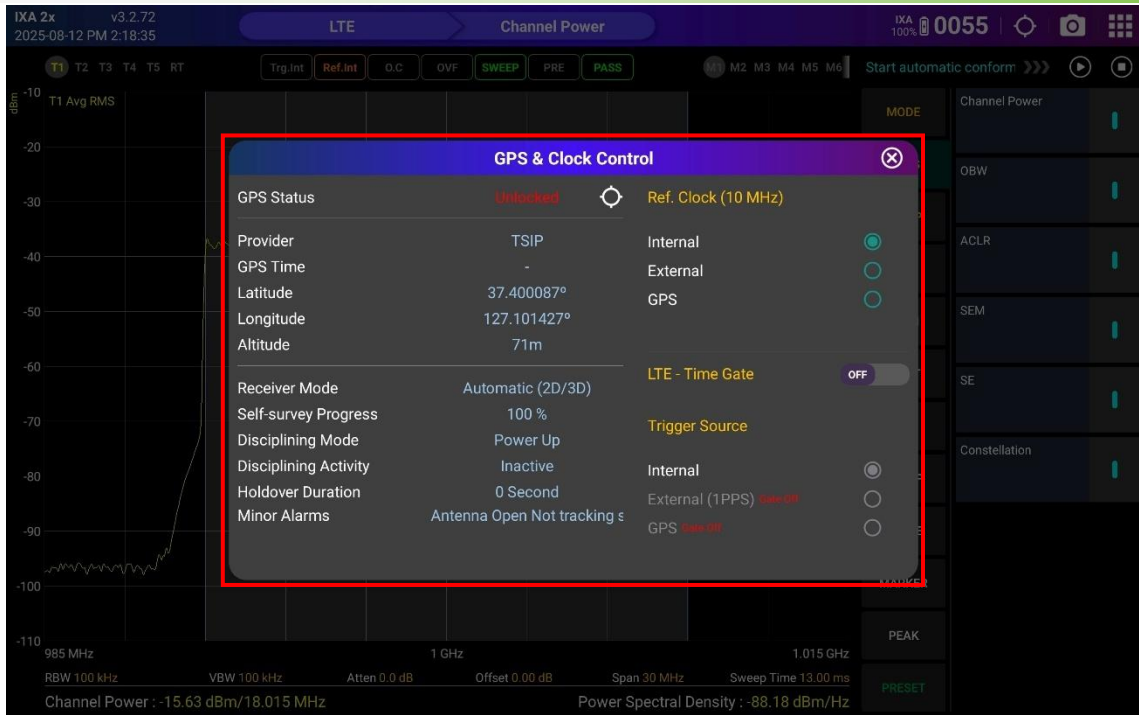 IXA 2x v3.2.72
2025-08-12 PM 2:18:35
LTE
Channel Power
IXA
100%
0055
T1 T2 T3 T4 T5 RT
Trg.Int Ref.Int O.C OVF SWEEP PRE PASS
M1 M2 M3 M4 M5 M6
Start automatic conform >>>
dBm
-10
T1 Avg RMS
-20
-30
-40
-50
-60
-70
-80
-90
-100
-110
GPS & Clock Control
GPS Status Unlocked
Provider TSIP
GPS Time -
Latitude 37.400087º
Longitude 127.101427º
Altitude 71m
Receiver Mode Automatic (2D/3D)
Self-survey Progress 100 %
Disciplining Mode Power Up
Disciplining Activity Inactive
Holdover Duration 0 Second
Minor Alarms Antenna Open Not tracking s
Ref. Clock (10 MHz)
Internal
External
GPS
LTE - Time Gate OFF
Trigger Source
Internal
External (1PPS) Gate Off
GPS Gate Off
MODE
MARKER
PEAK
PRESET
Channel Power
OBW
ACLR
SEM
SE
Constellation
985 MHz 1 GHz 1.015 GHz
RBW 100 kHz VBW 100 kHz Atten 0.0 dB Offset 0.00 dB Span 30 MHz Sweep Time 13.00 ms
Channel Power : -15.63 dBm/18.015 MHz Power Spectral Density : -88.18 dBm/Hz